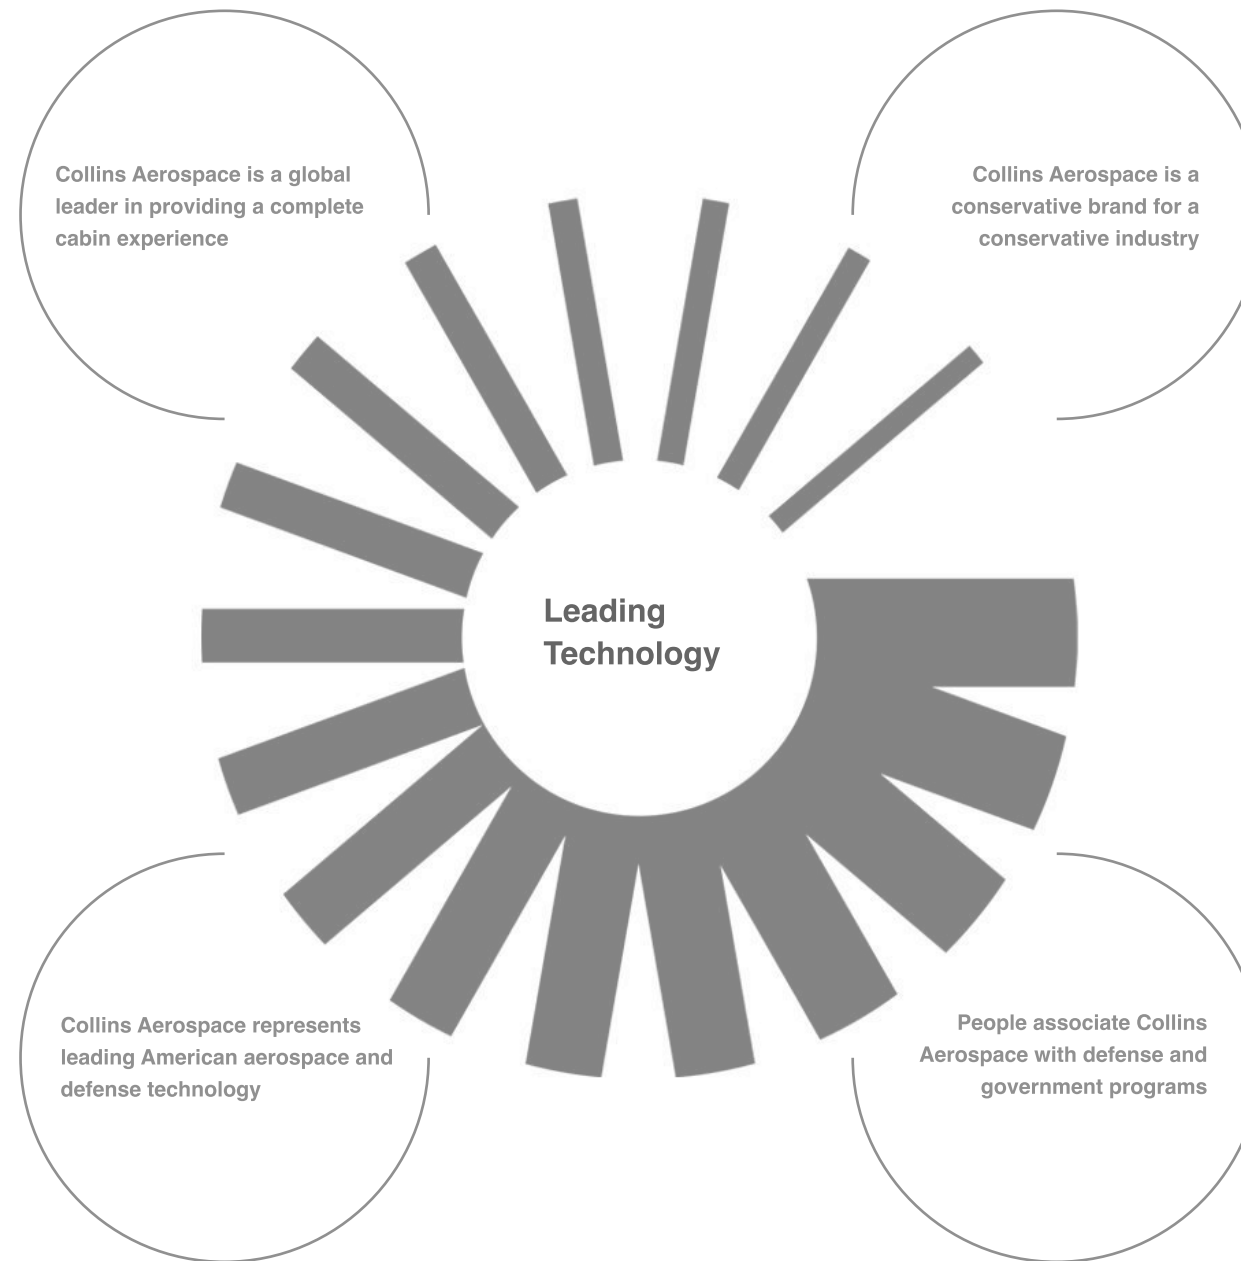 Collins Aerospace is a global
leader in providing a complete
cabin experience
Collins Aerospace is a
conservative brand for a
conservative industry
Leading
Technology
Collins Aerospace represents
leading American aerospace and
defense technology
People associate Collins
Aerospace with defense and
government programs